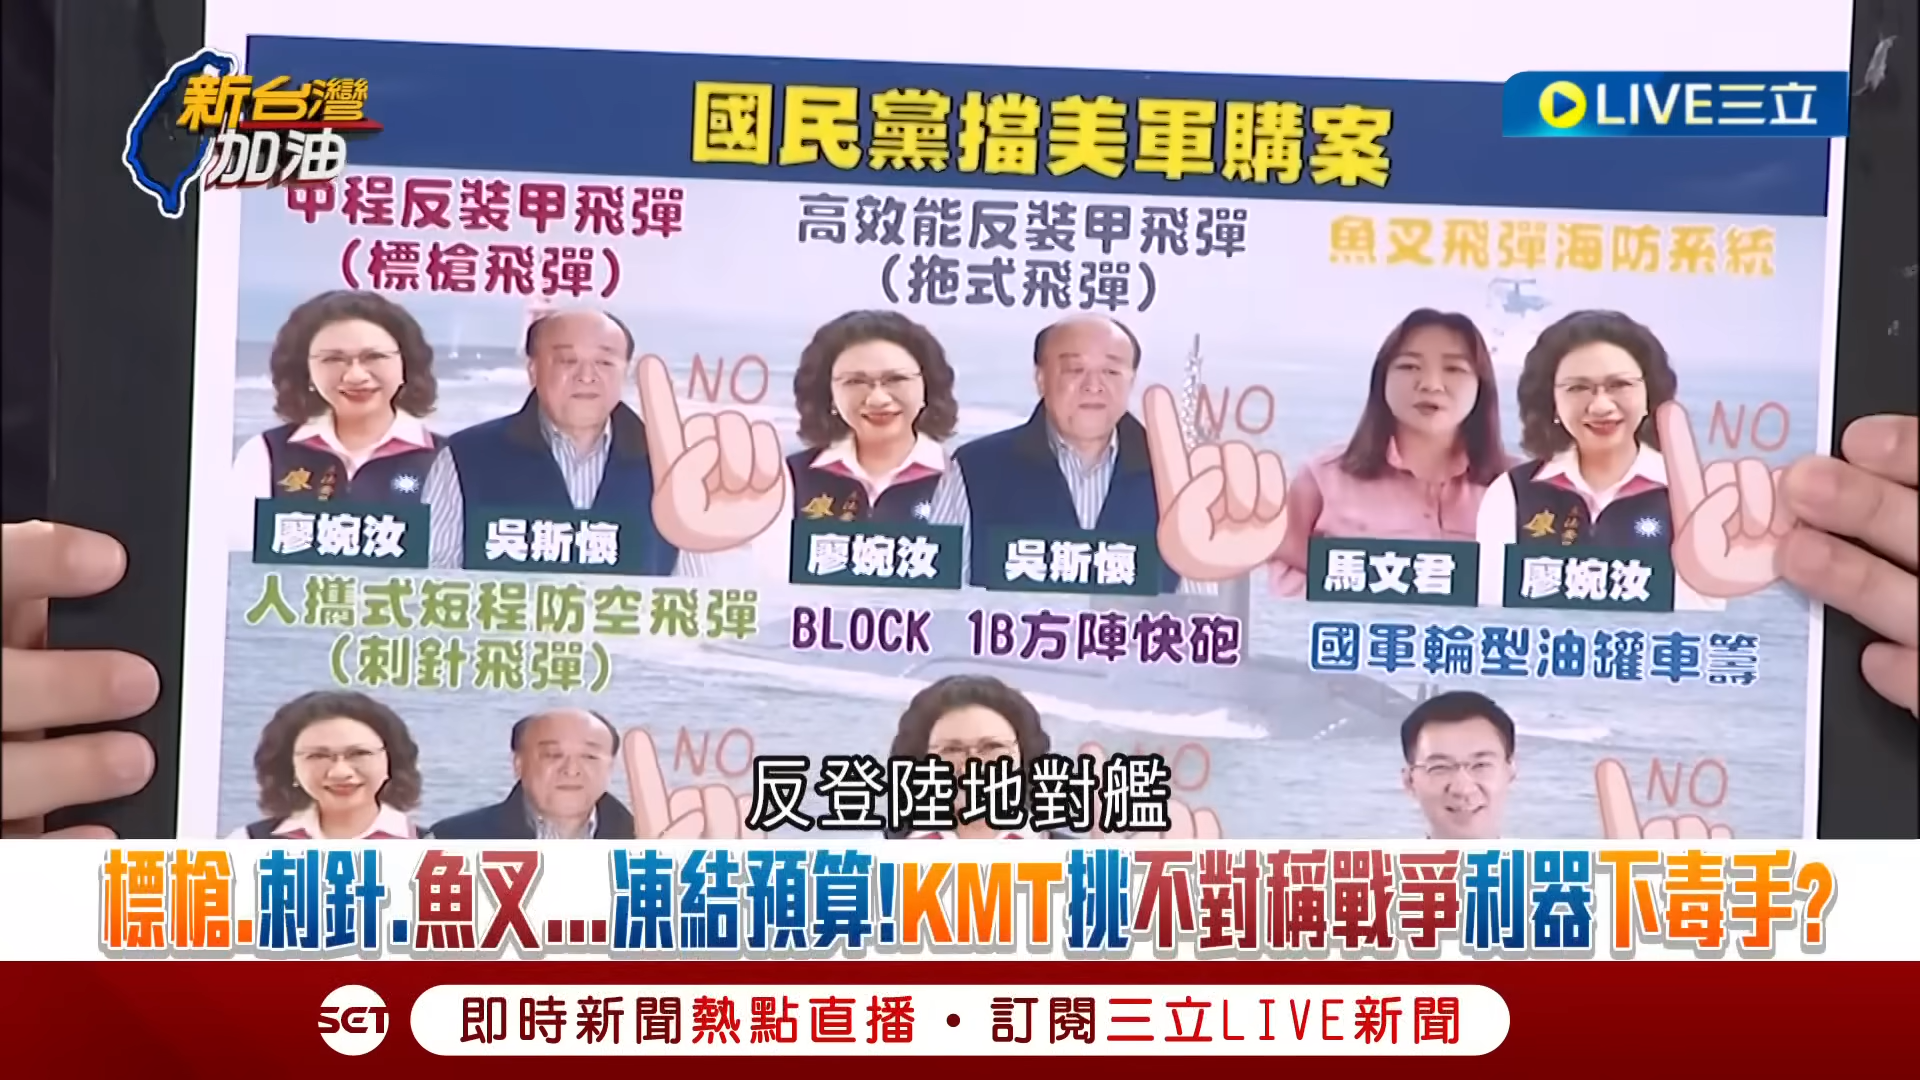 新台灣
加油
LIVE三立
國民黨擋美軍購案
中程反裝甲飛彈
(標槍飛彈)
高效能反裝甲飛彈
(拖式飛彈)
魚叉飛彈海防系統
NO
NO
NO
廖婉汝
吳斯懷
廖婉汝
吳斯懷
馬文君
廖婉汝
人攜式短程防空飛彈
(刺針飛彈)
BLOCK 1B方陣快砲
國軍輪型油罐車籌
NO
NO
NO
反登陸地對艦
標槍.刺針.魚叉...凍結預算!KMT挑不對稱戰爭利器下毒手?
SET
即時新聞熱點直播・訂閱三立LIVE新聞